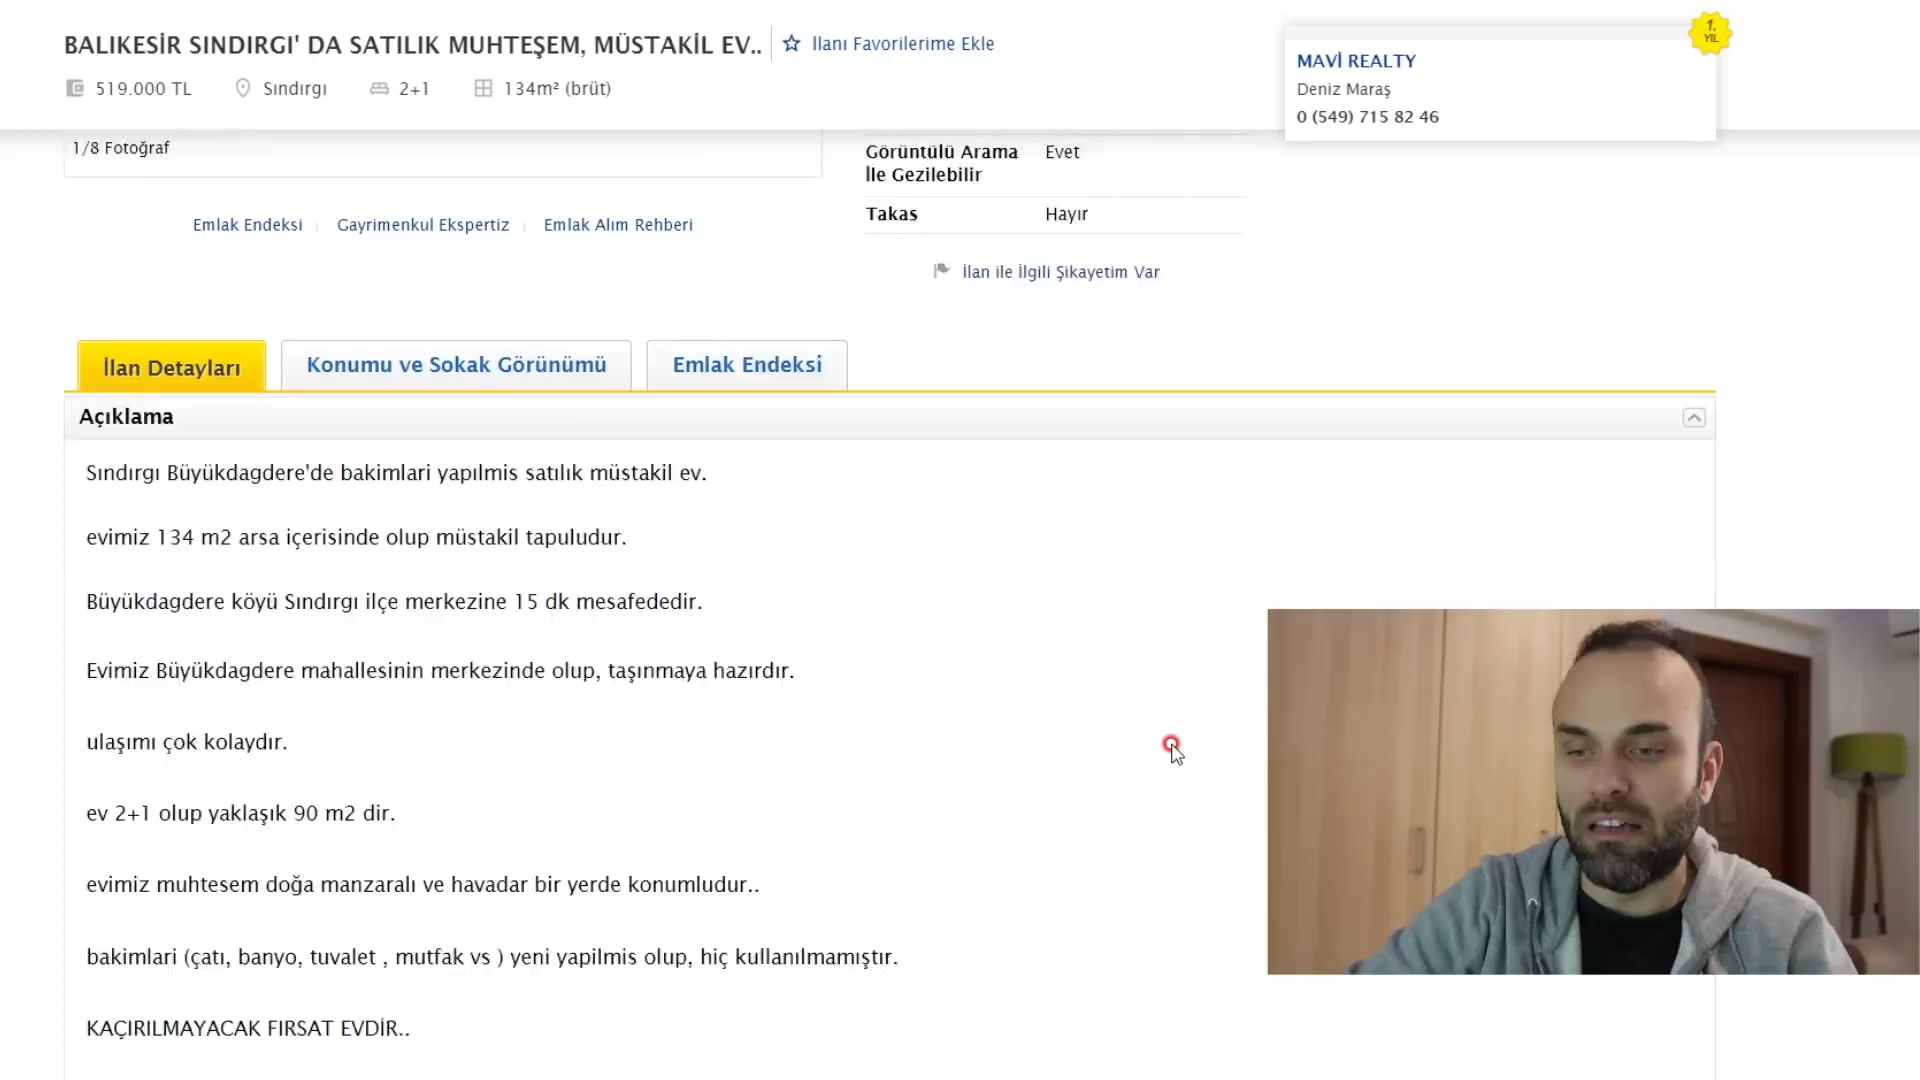 BALIKESİR SINDIRGI' DA SATILIK MUHTEŞEM, MÜSTAKİL EV..
İlanı Favorilerime Ekle
519.000 TL
Sındırgı
2+1
134m² (brüt)
1. YIL
MAVİ REALTY
Deniz Maraş
0 (549) 715 82 46
1/8 Fotoğraf
Emlak Endeksi
Gayrimenkul Ekspertiz
Emlak Alım Rehberi
Görüntülü Arama İle Gezilebilir
Evet
Takas
Hayır
İlan ile İlgili Şikayetim Var
İlan Detayları
Konumu ve Sokak Görünümü
Emlak Endeksi
Açıklama
Sındırgı Büyükdagdere'de bakimlari yapılmis satılık müstakil ev.
evimiz 134 m2 arsa içerisinde olup müstakil tapuludur.
Büyükdagdere köyü Sındırgı ilçe merkezine 15 dk mesafededir.
Evimiz Büyükdagdere mahallesinin merkezinde olup, taşınmaya hazırdır.
ulaşımı çok kolaydır.
ev 2+1 olup yaklaşık 90 m2 dir.
evimiz muhtesem doğa manzaralı ve havadar bir yerde konumludur..
bakimlari (çatı, banyo, tuvalet , mutfak vs ) yeni yapilmis olup, hiç kullanılmamıştır.
KAÇIRILMAYACAK FIRSAT EVDİR..